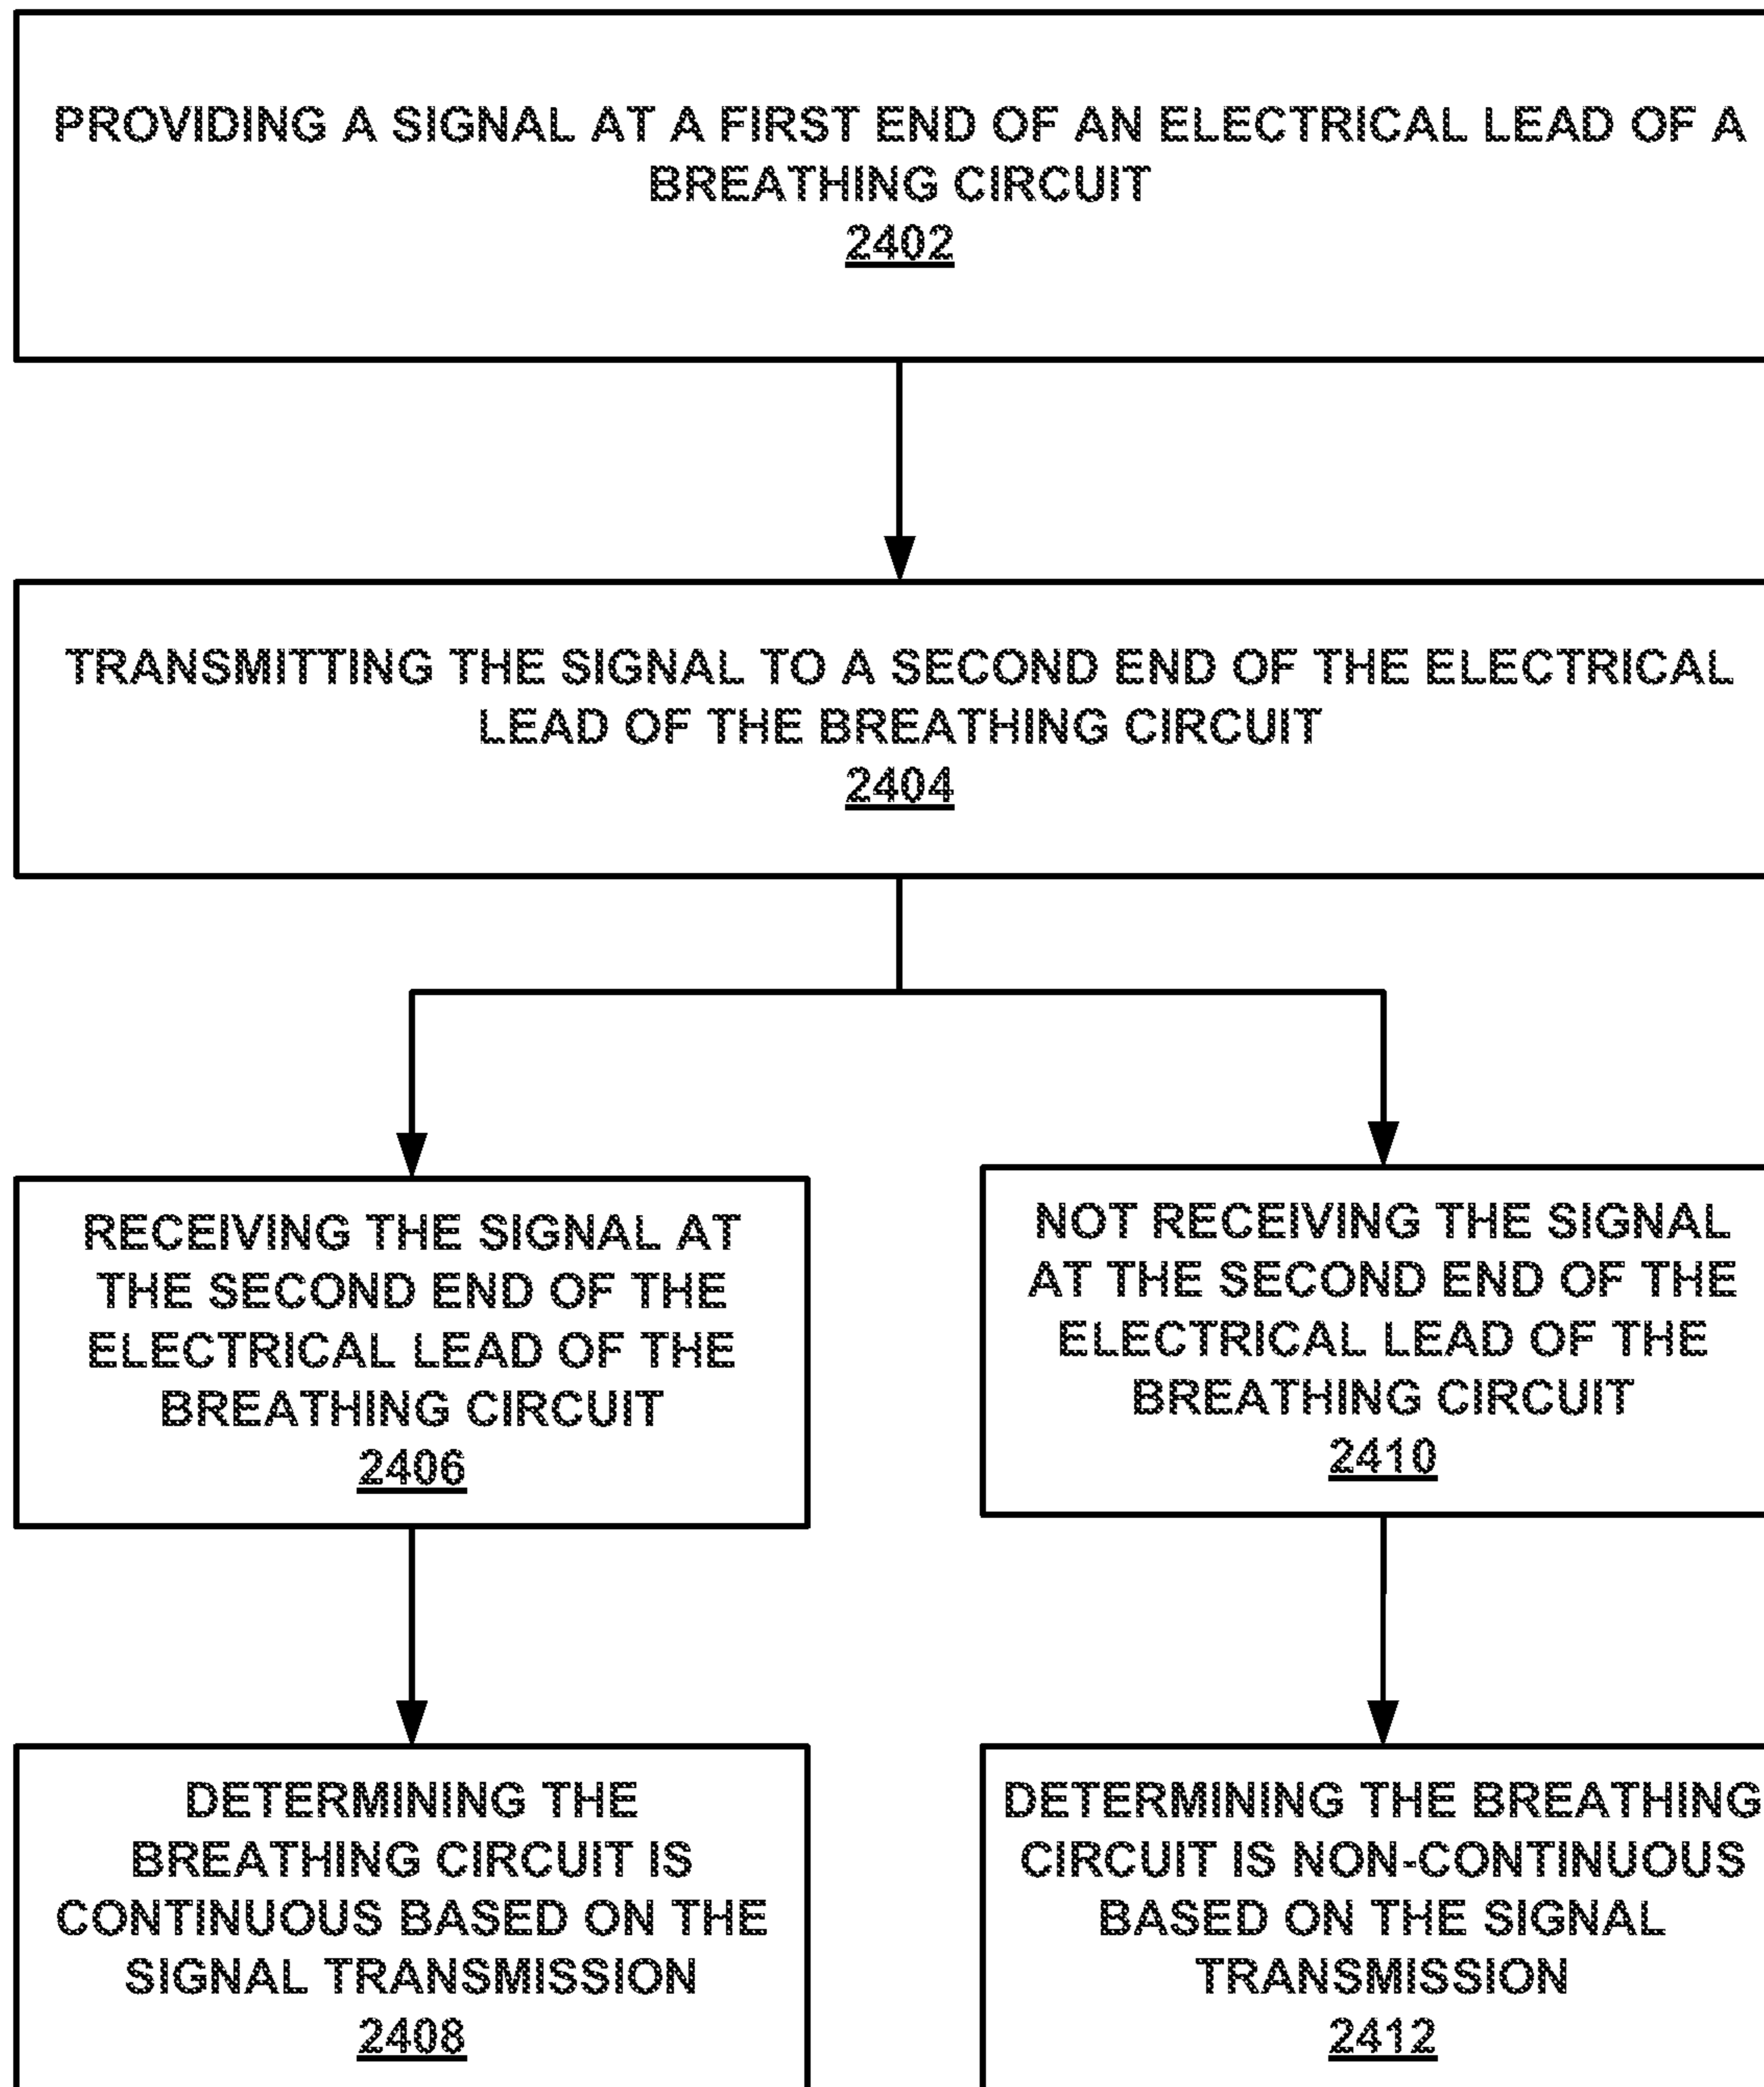 PROVIDING A SIGNAL AT A FIRST END OF AN ELECTRICAL LEAD OF A
BREATHING CIRCUIT
2402
TRANSMITTING THE SIGNAL TO A SECOND END OF THE ELECTRICAL
LEAD OF THE BREATHING CIRCUIT
2404
RECEIVING THE SIGNAL AT
THE SECOND END OF THE
ELECTRICAL LEAD OF THE
BREATHING CIRCUIT
2406
NOT RECEIVING THE SIGNAL
AT THE SECOND END OF THE
ELECTRICAL LEAD OF THE
BREATHING CIRCUIT
2410
DETERMINING THE
BREATHING CIRCUIT IS
CONTINUOUS BASED ON THE
SIGNAL TRANSMISSION
2408
DETERMINING THE BREATHING
CIRCUIT IS NON-CONTINUOUS
BASED ON THE SIGNAL
TRANSMISSION
2412